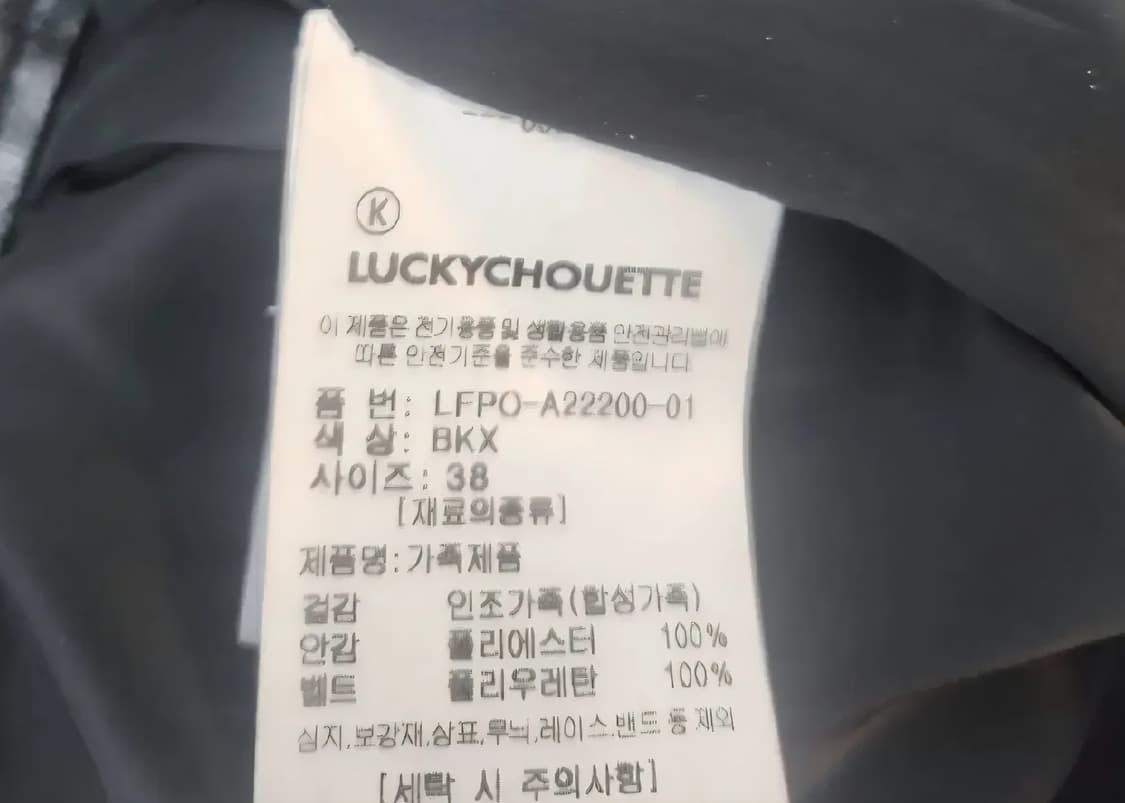 K
LUCKYCHOUETTE
이 제품은 전기용품 및 생활용품 안전관리법에
따른 안전기준을 준수한 제품입니다
품 번: LFPO-A22200-01
색 상: BKX
사이즈: 38
[재료의종류]
제품명:가죽제품
겉감 인조가죽(합성가죽)
안감 폴리에스터 100%
벨트 폴리우레탄 100%
심지,보강재,상표,무늬,레이스.밴드 등 제외
[세탁 시 주의사항]